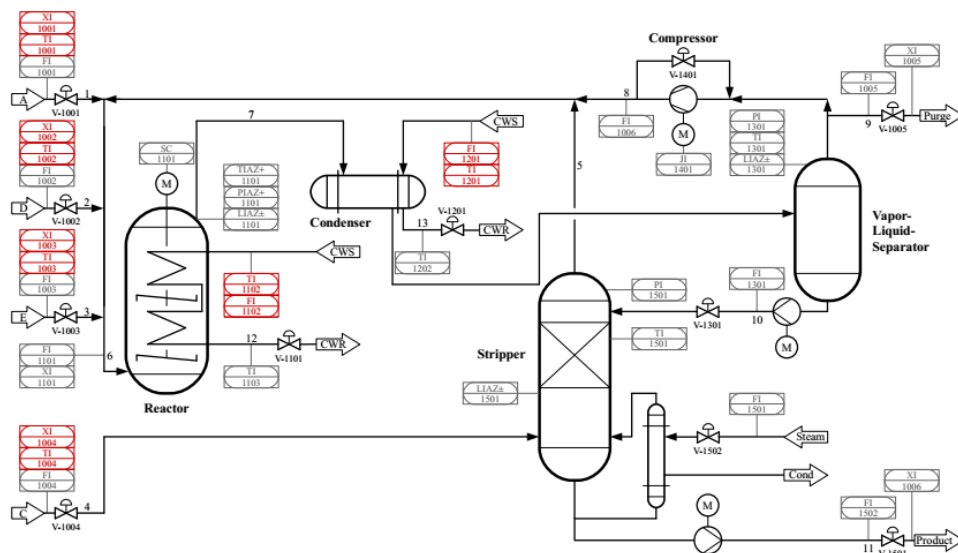 XI
1001
TI
1001
FI
1001
A
V-1001
1
XI
1002
TI
1002
FI
1002
D
V-1002
2
XI
1003
TI
1003
FI
1003
E
V-1003
3
FI
1101
XI
1101
6
XI
1004
TI
1004
FI
1004
C
V-1004
4
7
SC
1101
M
TIAZ+
1101
PIAZ+
1101
LIAZ±
1101
Reactor
CWS
TI
1102
FI
1102
12
V-1101
CWR
TI
1103
Condenser
CWS
FI
1201
TI
1201
13
V-1201
CWR
TI
1202
Compressor
V-1401
8
FI
1006
M
JI
1401
5
PI
1301
TI
1301
LIAZ±
1301
FI
1005
XI
1005
9
V-1005
Purge
Vapor-
Liquid-
Separator
PI
1501
FI
1301
V-1301
10
M
TI
1501
Stripper
LIAZ±
1501
FI
1501
Steam
V-1502
Cond
M
FI
1502
XI
1006
11
V-1501
Product